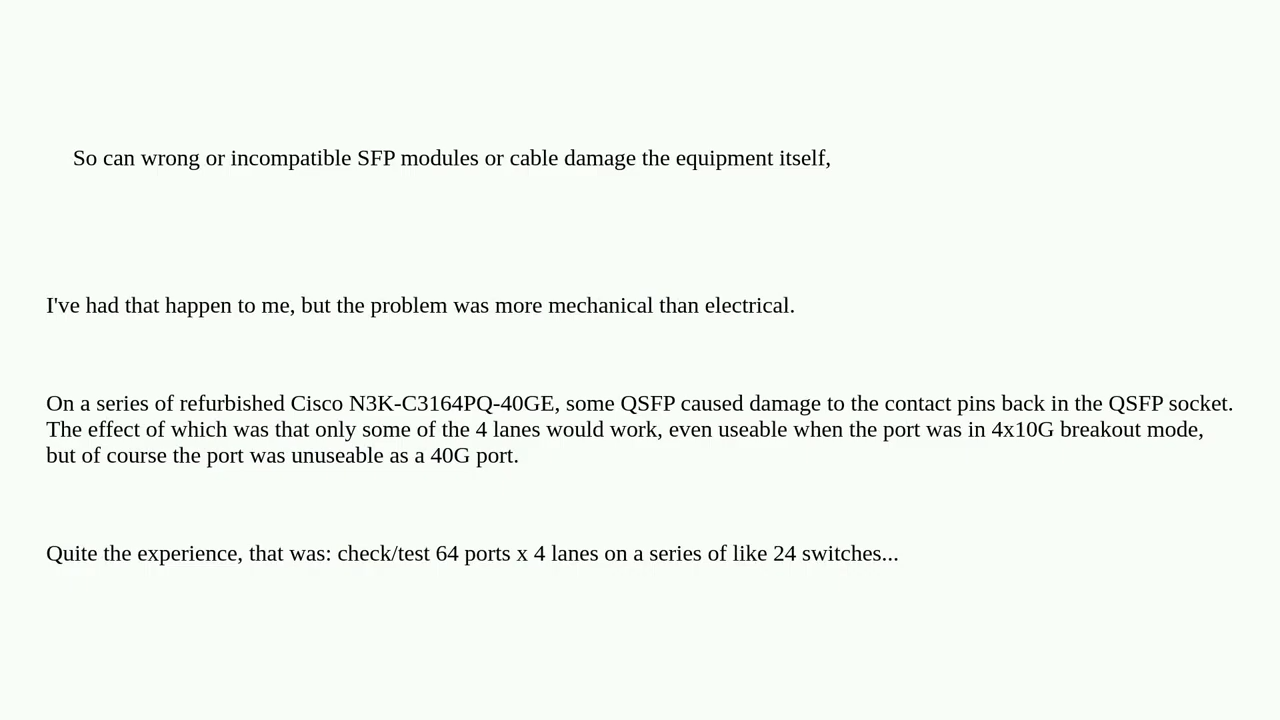 So can wrong or incompatible SFP modules or cable damage the equipment itself,
I've had that happen to me, but the problem was more mechanical than electrical.
On a series of refurbished Cisco N3K-C3164PQ-40GE, some QSFP caused damage to the contact pins back in the QSFP socket.
The effect of which was that only some of the 4 lanes would work, even useable when the port was in 4x10G breakout mode,
but of course the port was unuseable as a 40G port.
Quite the experience, that was: check/test 64 ports x 4 lanes on a series of like 24 switches...